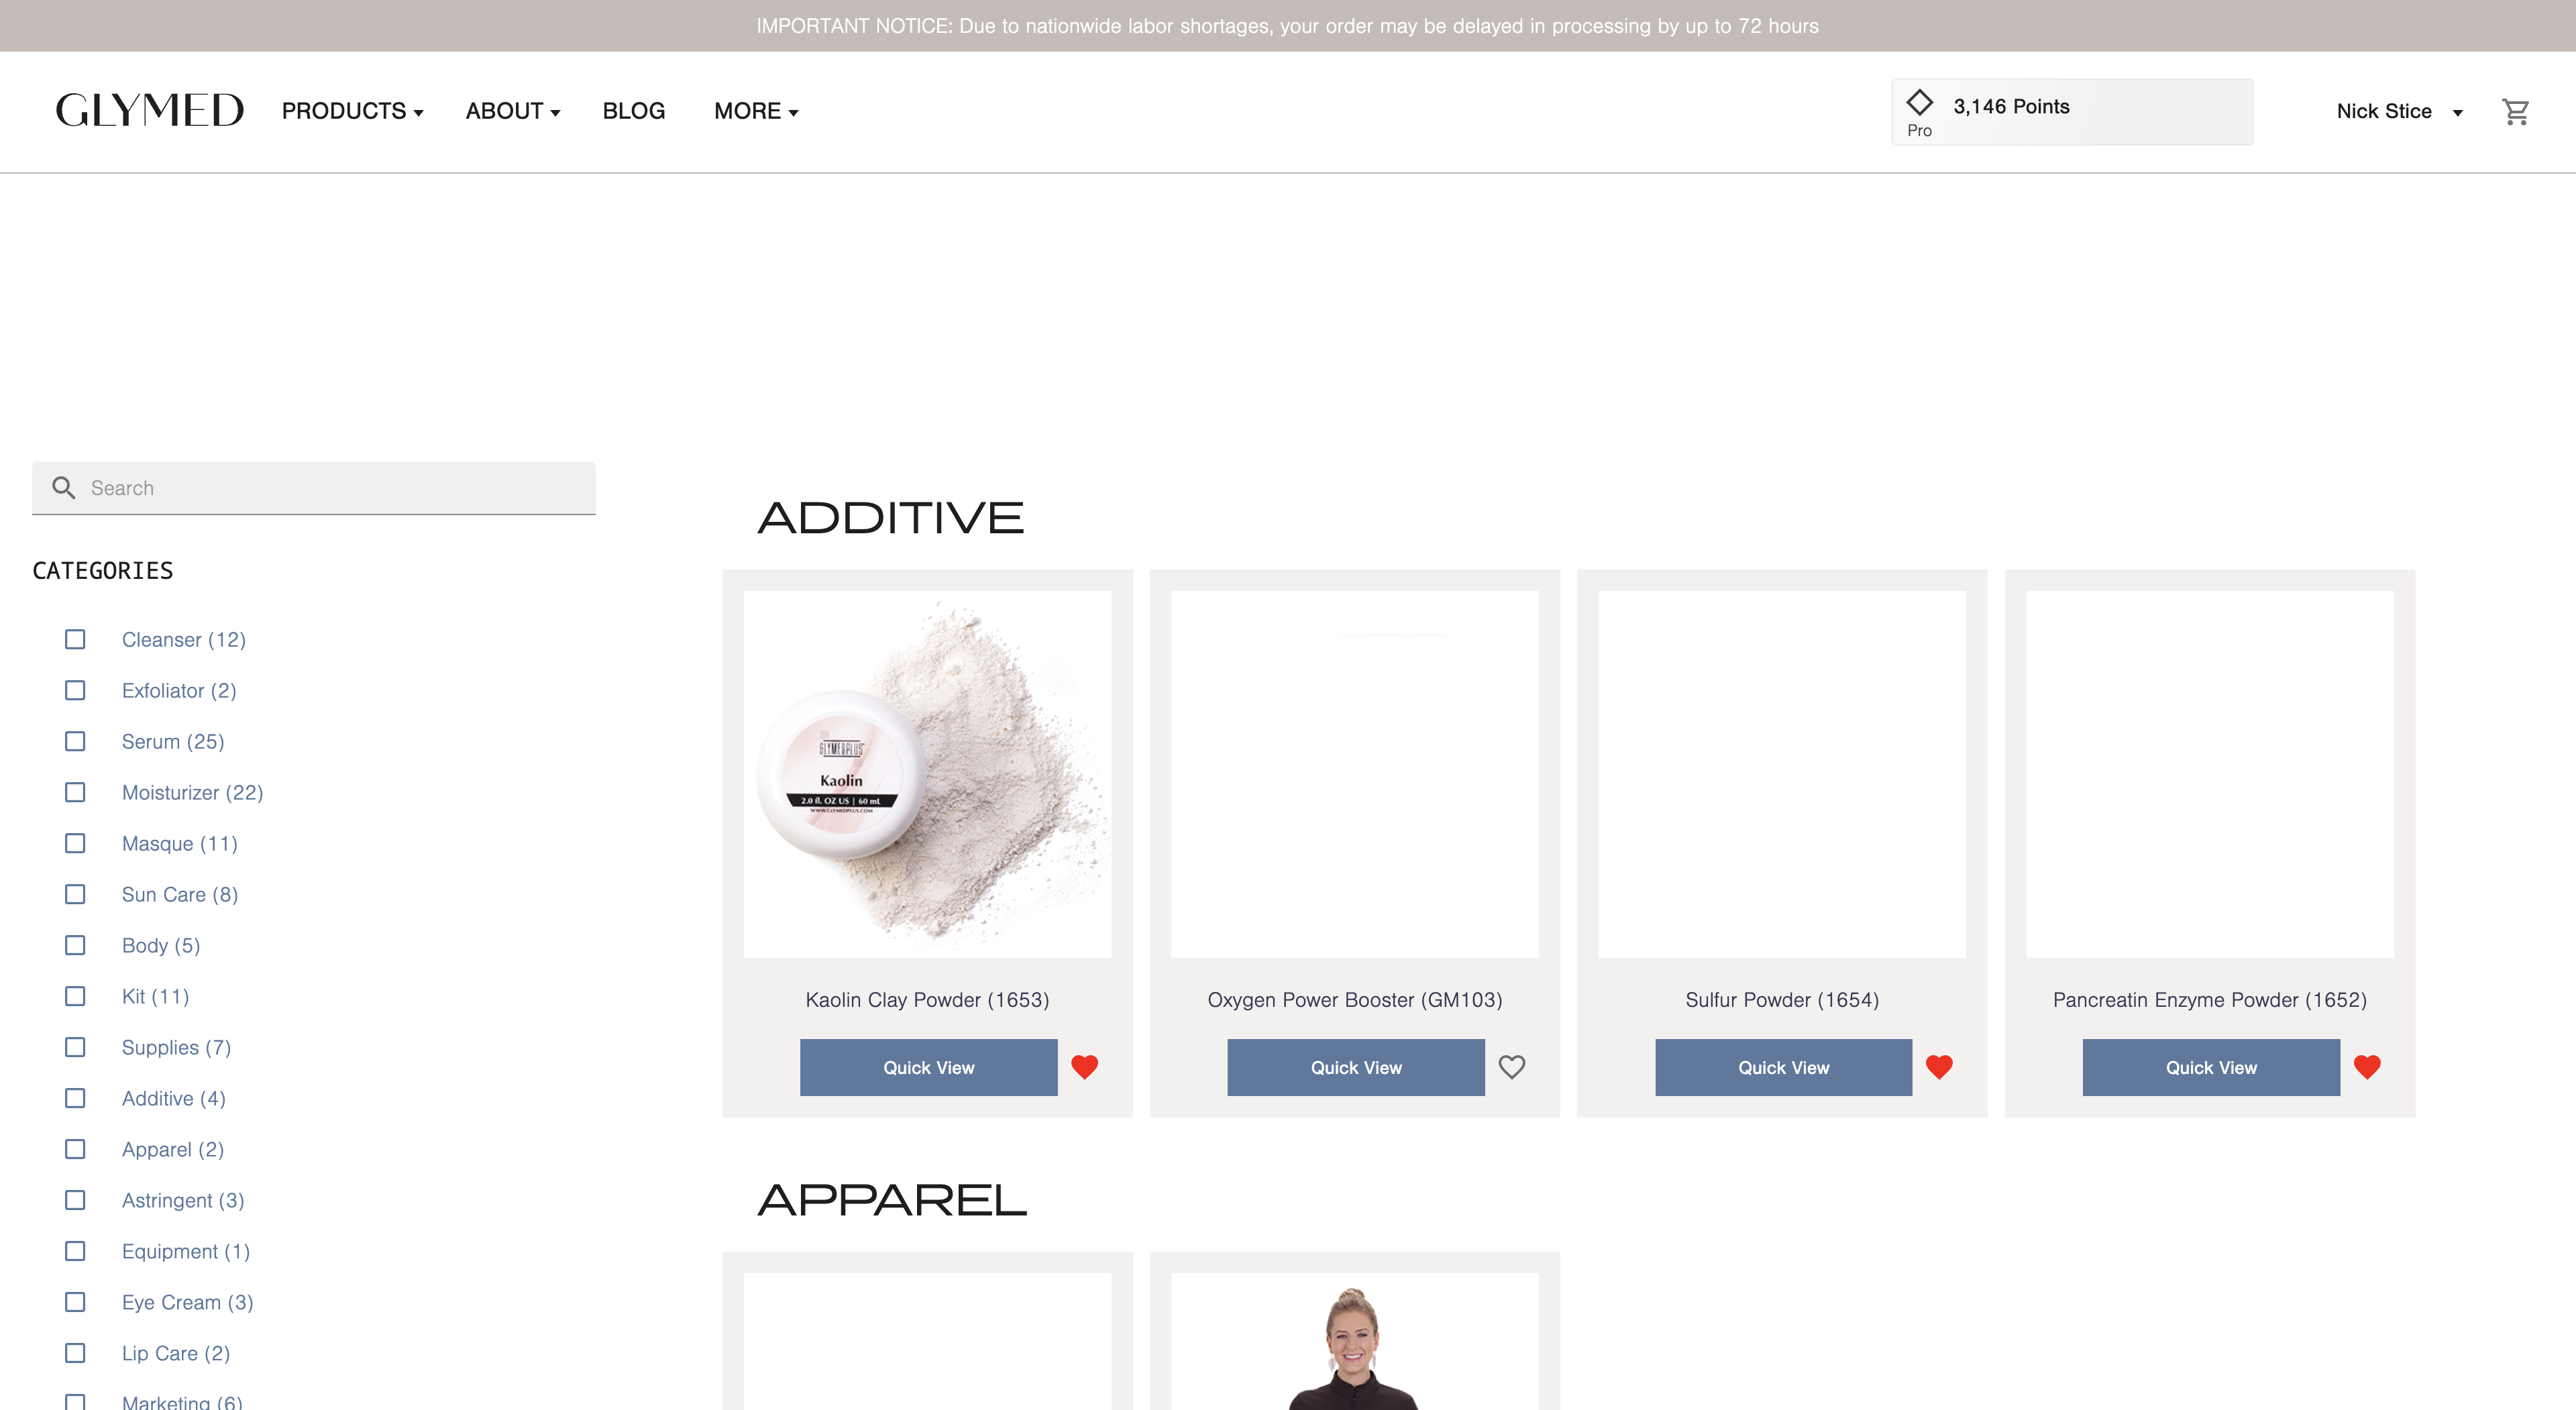 IMPORTANT NOTICE: Due to nationwide labor shortages, your order may be delayed in processing by up to 72 hours
GLYMED
PRODUCTS
ABOUT
BLOG
MORE
3,146 Points
Pro
Nick Stice
Search
CATEGORIES
Cleanser (12)
Exfoliator (2)
Serum (25)
Moisturizer (22)
Masque (11)
Sun Care (8)
Body (5)
Kit (11)
Supplies (7)
Additive (4)
Apparel (2)
Astringent (3)
Equipment (1)
Eye Cream (3)
Lip Care (2)
Marketing (6)
ADDITIVE
GLYMEDPLUS
Kaolin
2.0 fl. OZ US | 60 mL
WWW.GLYMEDPLUS.COM
Kaolin Clay Powder (1653)
Quick View
Oxygen Power Booster (GM103)
Quick View
Sulfur Powder (1654)
Quick View
Pancreatin Enzyme Powder (1652)
Quick View
APPAREL